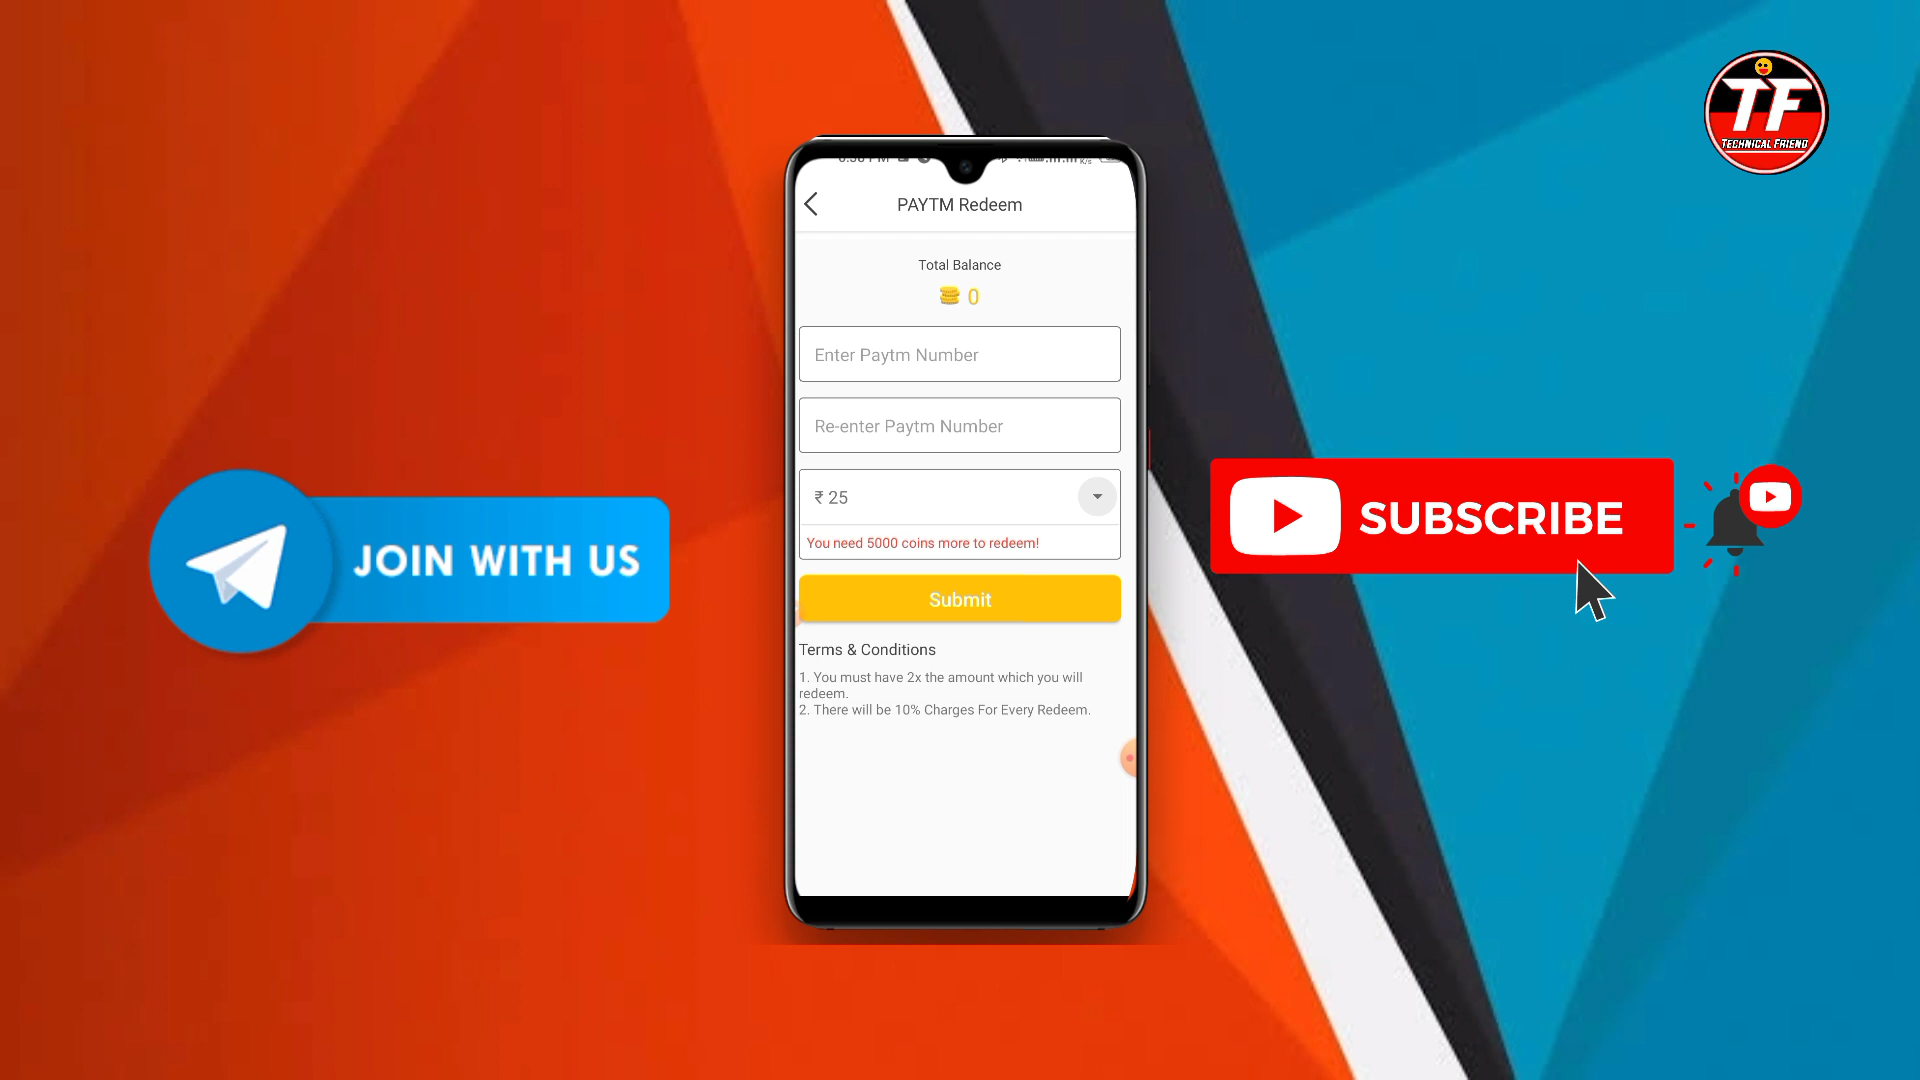 TF
TECHNICAL FRIEND
PAYTM Redeem
Total Balance
0
Enter Paytm Number
Re-enter Paytm Number
₹ 25
You need 5000 coins more to redeem!
Submit
Terms & Conditions
1. You must have 2x the amount which you will
redeem.
2. There will be 10% Charges For Every Redeem.
JOIN WITH US
SUBSCRIBE